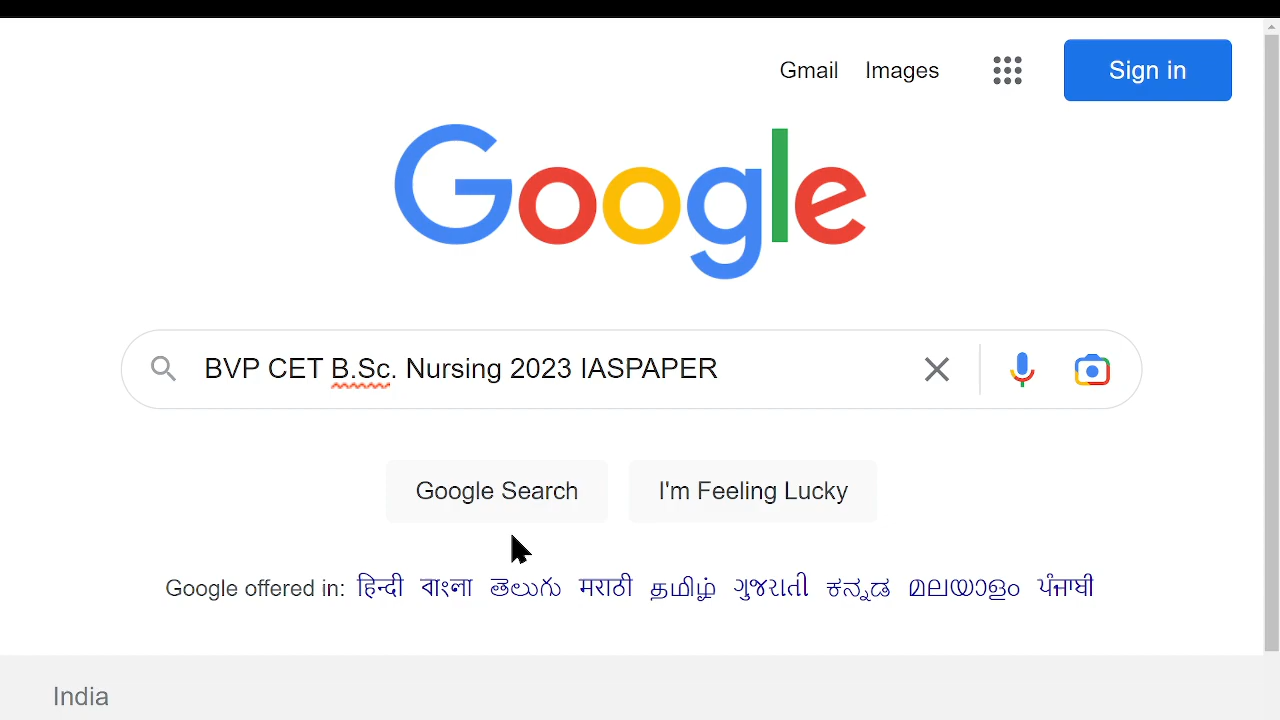 Gmail Images Sign in
Google
BVP CET B.Sc. Nursing 2023 IASPAPER
Google Search I'm Feeling Lucky
Google offered in: हिन्दी বাংলা తెలుగు मराठी தமிழ் ગુજરાતી ಕನ್ನಡ മലയാളം ਪੰਜਾਬੀ
India